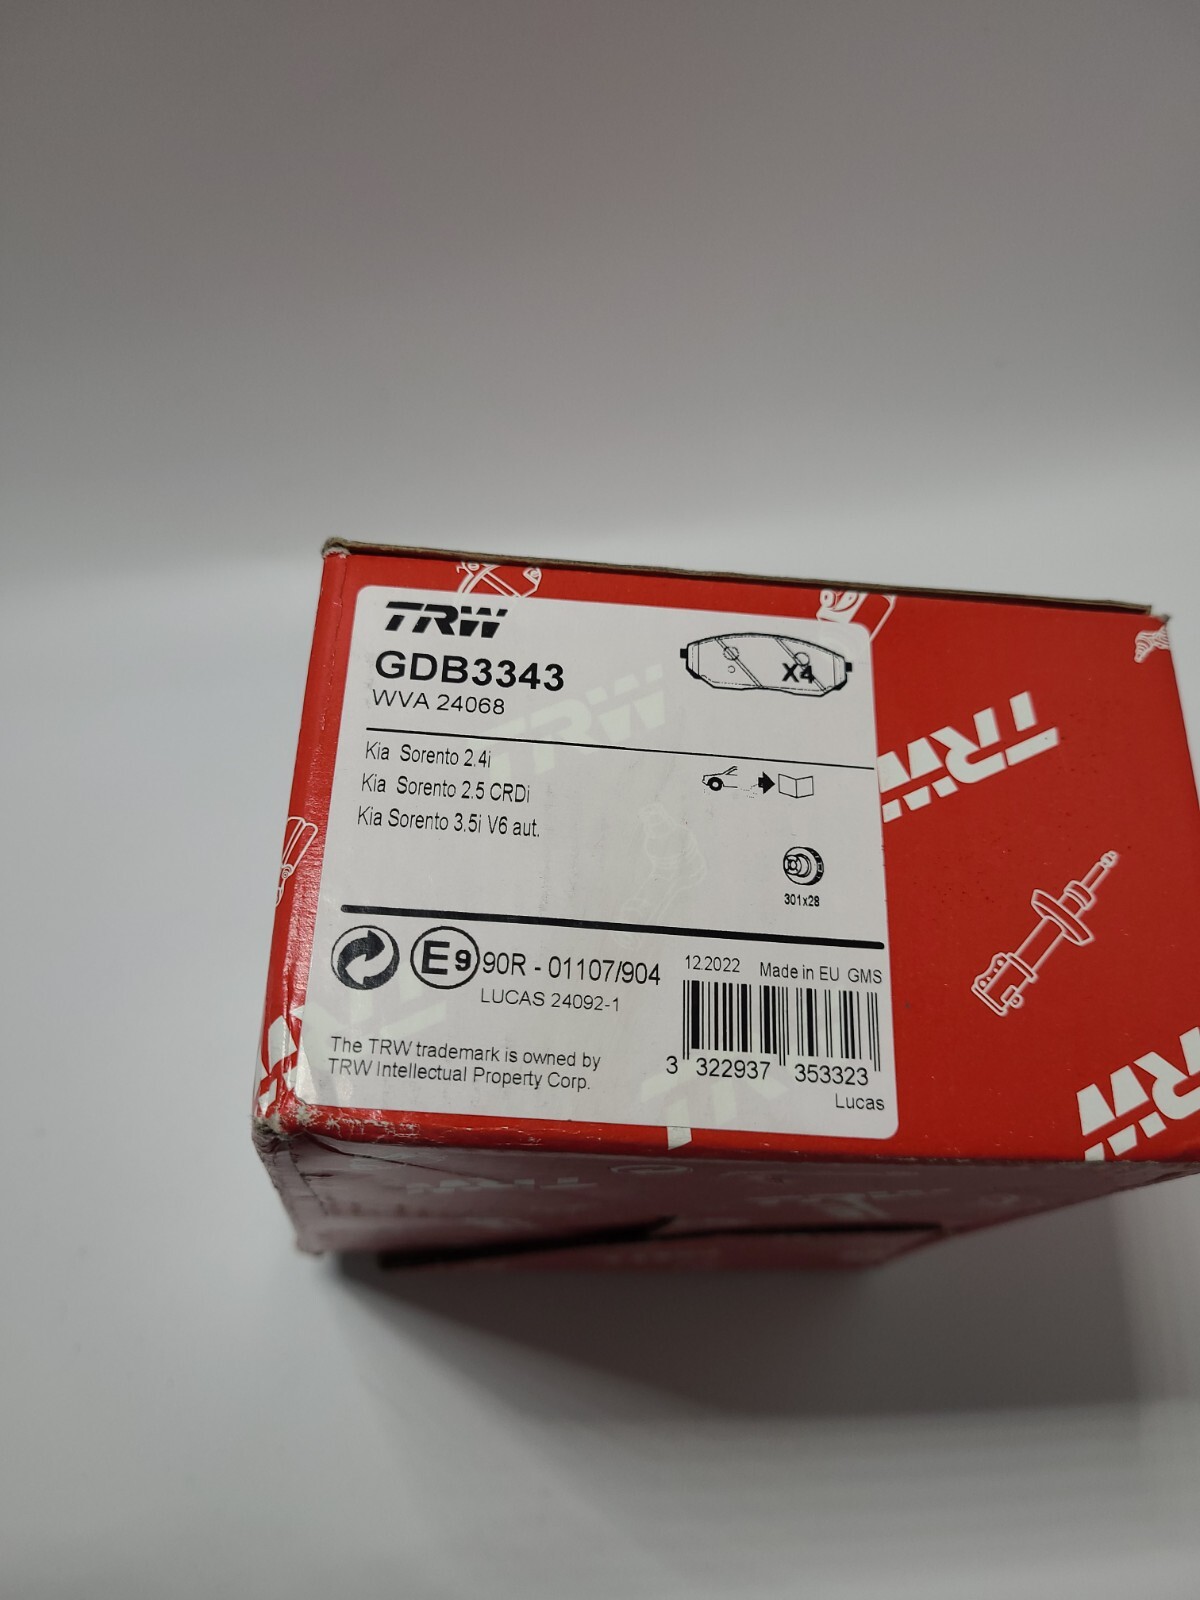 TRW
GDB3343
WVA 24068
X4
Kia Sorento 2.4i
Kia Sorento 2.5 CRDi
Kia Sorento 3.5i V6 aut.
301x28
E9 90R - 01107/904
LUCAS 24092-1
12.2022 Made in EU GMS
The TRW trademark is owned by
TRW Intellectual Property Corp.
3 322937 353323
Lucas
TRW
TRW
TRW